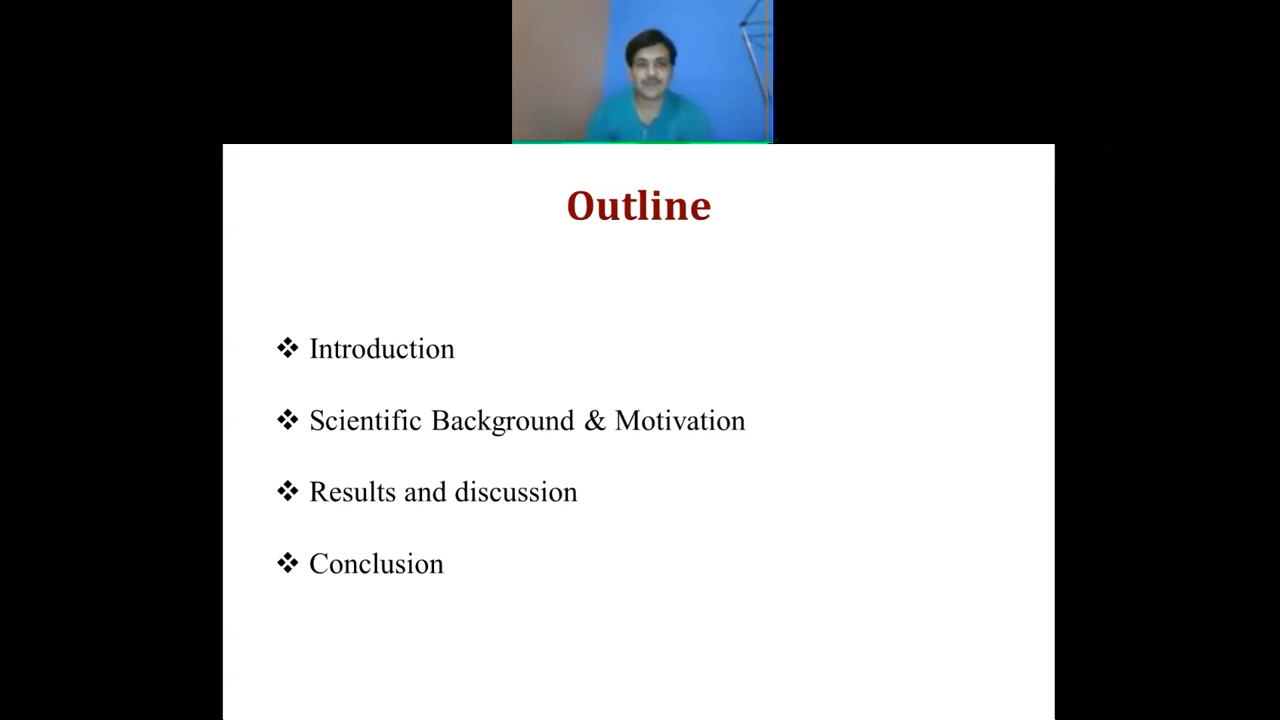 Outline
❖ Introduction
❖ Scientific Background & Motivation
❖ Results and discussion
❖ Conclusion